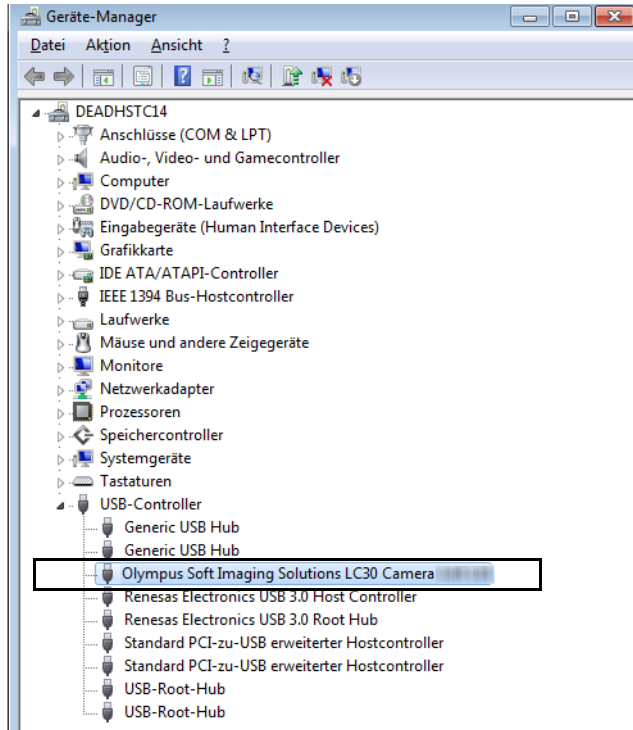 Geräte-Manager
Datei Aktion Ansicht ?
DEADHSTC14
Anschlüsse (COM & LPT)
Audio-, Video- und Gamecontroller
Computer
DVD/CD-ROM-Laufwerke
Eingabegeräte (Human Interface Devices)
Grafikkarte
IDE ATA/ATAPI-Controller
IEEE 1394 Bus-Hostcontroller
Laufwerke
Mäuse und andere Zeigegeräte
Monitore
Netzwerkadapter
Prozessoren
Speichercontroller
Systemgeräte
Tastaturen
USB-Controller
Generic USB Hub
Generic USB Hub
Olympus Soft Imaging Solutions LC30 Camera
Renesas Electronics USB 3.0 Host Controller
Renesas Electronics USB 3.0 Root Hub
Standard PCI-zu-USB erweiterter Hostcontroller
Standard PCI-zu-USB erweiterter Hostcontroller
USB-Root-Hub
USB-Root-Hub